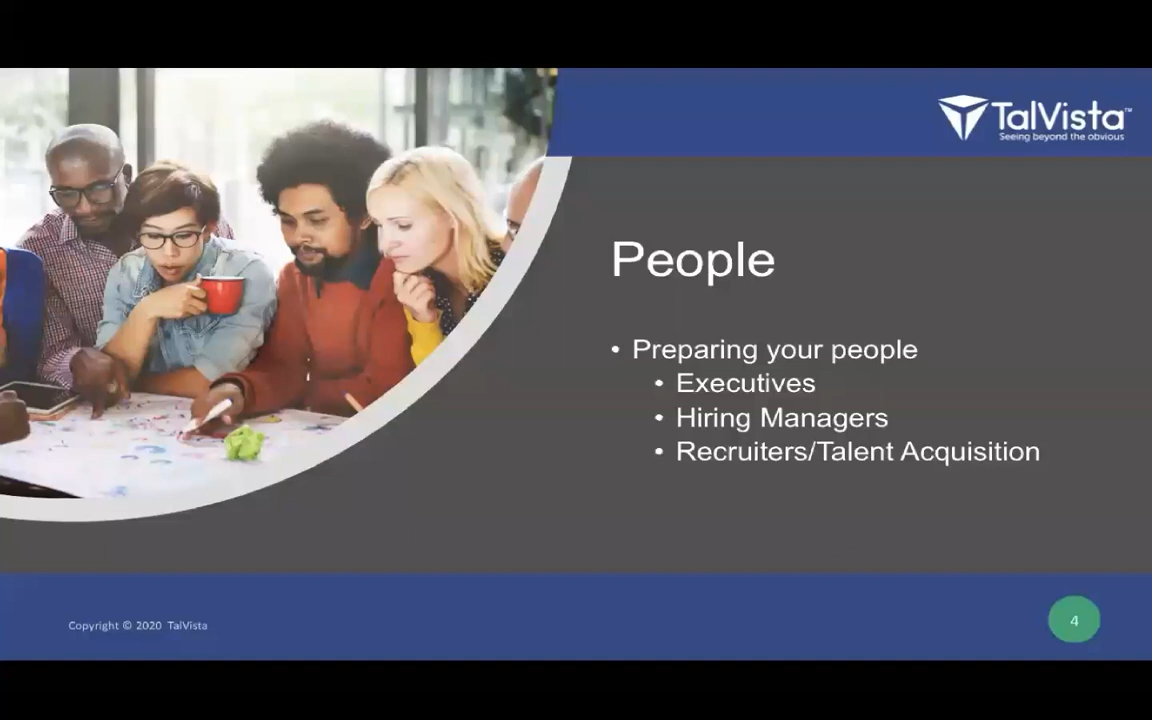 TalVista™
Seeing beyond the obvious
People
• Preparing your people
• Executives
• Hiring Managers
• Recruiters/Talent Acquisition
Copyright © 2020 TalVista
4